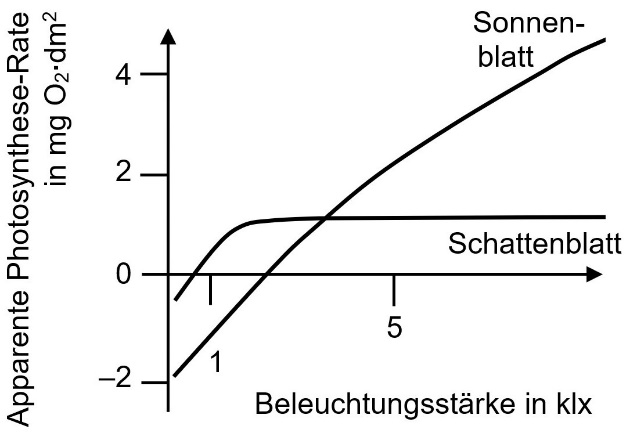 Apparente Photosynthese-Rate
in mg O₂·dm²
Sonnen-
blatt
4
2
0
–2
Schattenblatt
1
5
Beleuchtungsstärke in klx